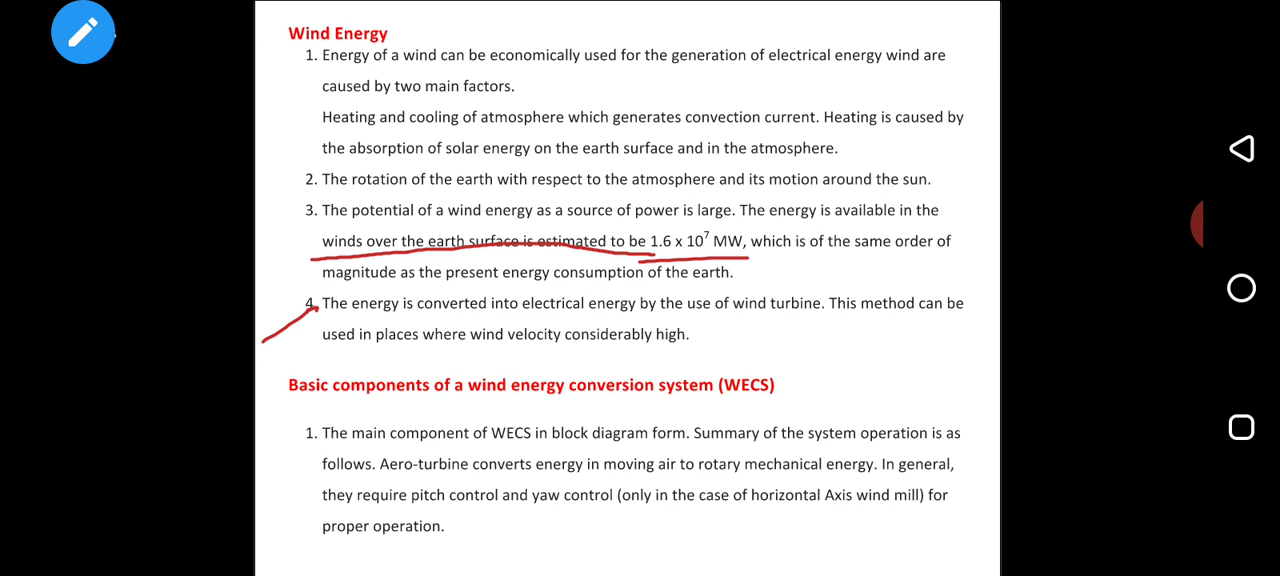 Wind Energy
1. Energy of a wind can be economically used for the generation of electrical energy wind are
caused by two main factors.
Heating and cooling of atmosphere which generates convection current. Heating is caused by
the absorption of solar energy on the earth surface and in the atmosphere.
2. The rotation of the earth with respect to the atmosphere and its motion around the sun.
3. The potential of a wind energy as a source of power is large. The energy is available in the
winds over the earth surface is estimated to be 1.6 x 10⁷ MW, which is of the same order of
magnitude as the present energy consumption of the earth.
4. The energy is converted into electrical energy by the use of wind turbine. This method can be
used in places where wind velocity considerably high.
Basic components of a wind energy conversion system (WECS)
1. The main component of WECS in block diagram form. Summary of the system operation is as
follows. Aero-turbine converts energy in moving air to rotary mechanical energy. In general,
they require pitch control and yaw control (only in the case of horizontal Axis wind mill) for
proper operation.